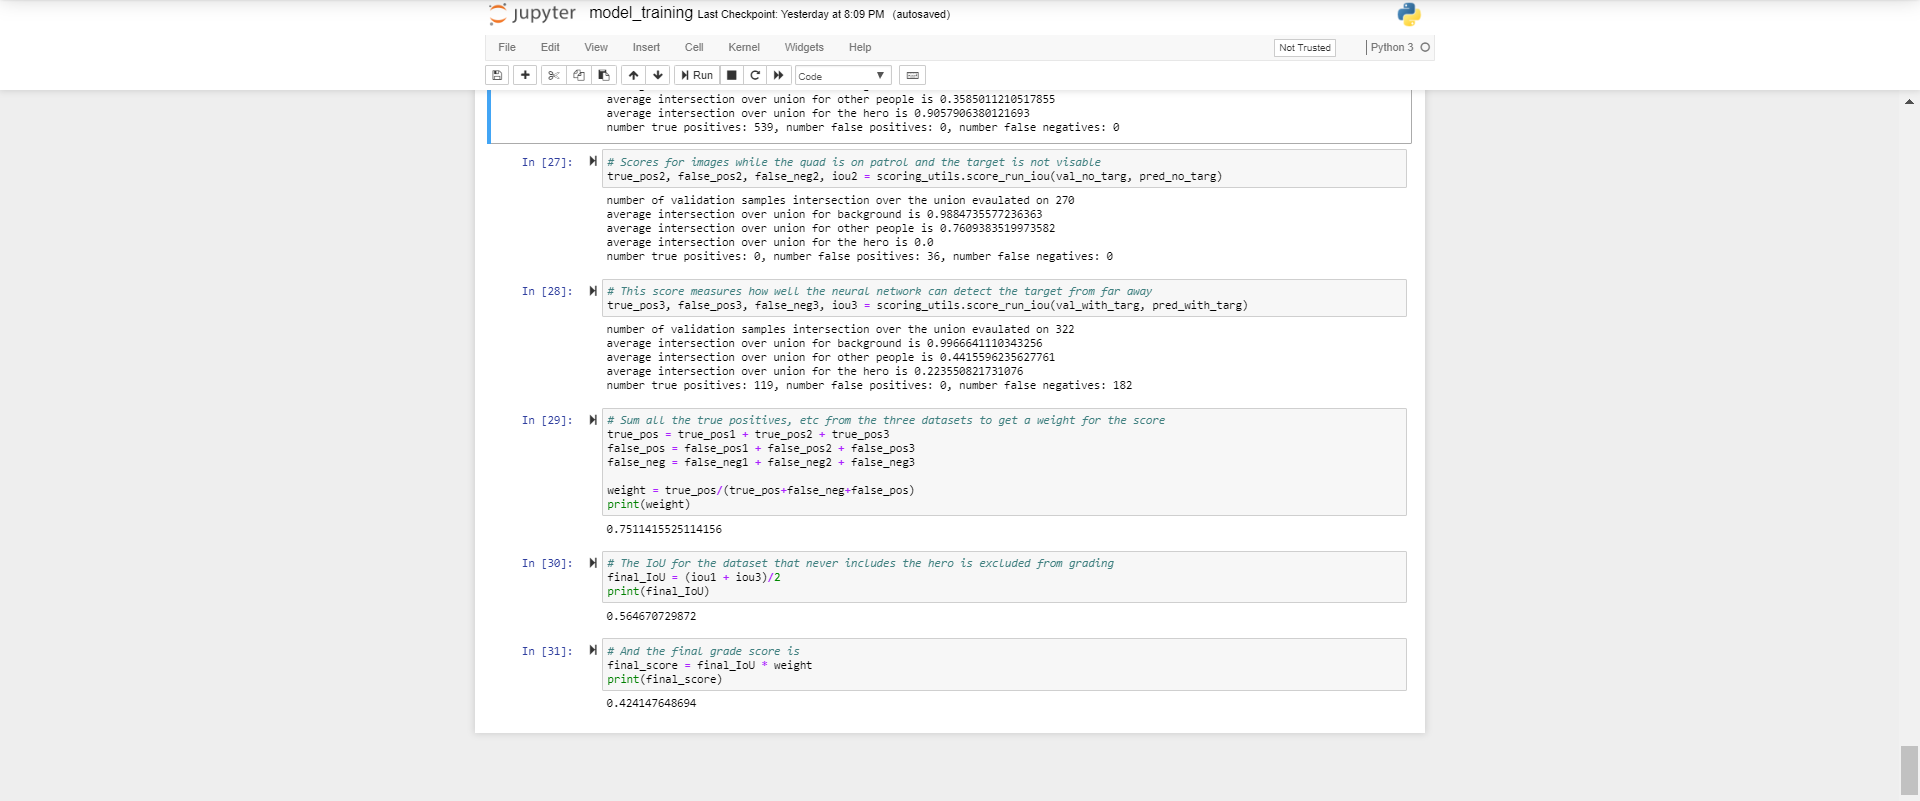 jupyter model_training Last Checkpoint: Yesterday at 8:09 PM (autosaved)
File Edit View Insert Cell Kernel Widgets Help Not Trusted Python 3
Run Code
average intersection over union for other people is 0.3585011210517855
average intersection over union for the hero is 0.9057906380121693
number true positives: 539, number false positives: 0, number false negatives: 0
In [27]: # Scores for images while the quad is on patrol and the target is not visable
true_pos2, false_pos2, false_neg2, iou2 = scoring_utils.score_run_iou(val_no_targ, pred_no_targ)
number of validation samples intersection over the union evaulated on 270
average intersection over union for background is 0.9884735577236363
average intersection over union for other people is 0.7609383519973582
average intersection over union for the hero is 0.0
number true positives: 0, number false positives: 36, number false negatives: 0
In [28]: # This score measures how well the neural network can detect the target from far away
true_pos3, false_pos3, false_neg3, iou3 = scoring_utils.score_run_iou(val_with_targ, pred_with_targ)
number of validation samples intersection over the union evaulated on 322
average intersection over union for background is 0.9966641110343256
average intersection over union for other people is 0.4415596235627761
average intersection over union for the hero is 0.223550821731076
number true positives: 119, number false positives: 0, number false negatives: 182
In [29]: # Sum all the true positives, etc from the three datasets to get a weight for the score
true_pos = true_pos1 + true_pos2 + true_pos3
false_pos = false_pos1 + false_pos2 + false_pos3
false_neg = false_neg1 + false_neg2 + false_neg3
weight = true_pos/(true_pos+false_neg+false_pos)
print(weight)
0.7511415525114156
In [30]: # The IoU for the dataset that never includes the hero is excluded from grading
final_IoU = (iou1 + iou3)/2
print(final_IoU)
0.564670729872
In [31]: # And the final grade score is
final_score = final_IoU * weight
print(final_score)
0.424147648694